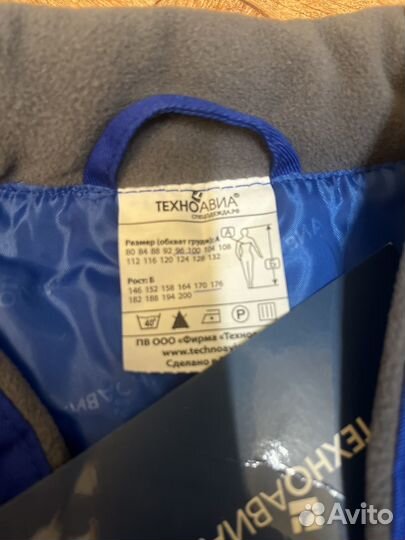 ТЕХНОАВИА
СПЕЦОДЕЖДА.РФ
Размер (обхват груди): А
80 84 88 92 96 100 104 108
112 116 120 124 128 132
А
Б
Рост: Б
146 152 158 164 170 176
182 188 194 200
40°
P
ПВ ООО «Фирма «Техно
www.technoavi
Сделано в
ТЕХНОАВИА
Avito